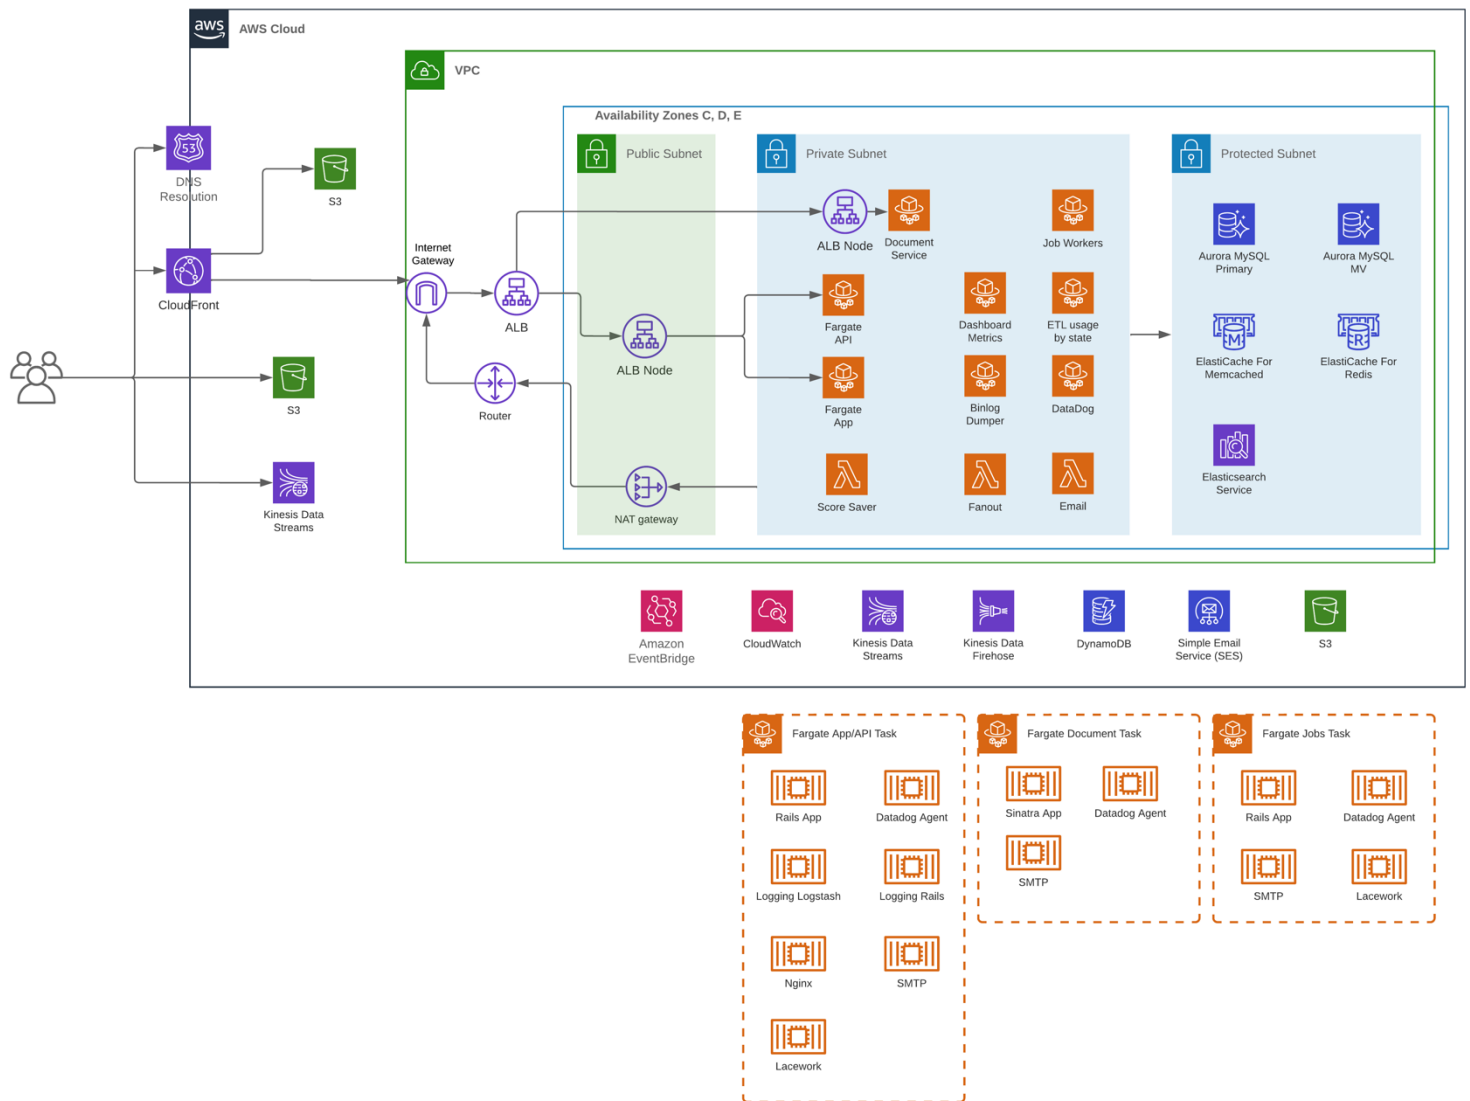 aws
AWS Cloud
VPC
Availability Zones C, D, E
Public Subnet
Private Subnet
Protected Subnet
53
DNS
Resolution
S3
CloudFront
Internet
Gateway
ALB
Router
S3
Kinesis Data
Streams
ALB Node
NAT gateway
ALB Node
Document
Service
Job Workers
Fargate
API
Dashboard
Metrics
ETL usage
by state
Fargate
App
Binlog
Dumper
DataDog
Score Saver
Fanout
Email
Aurora MySQL
Primary
Aurora MySQL
MV
M
ElastiCache For
Memcached
R
ElastiCache For
Redis
Elasticsearch
Service
Amazon
EventBridge
CloudWatch
Kinesis Data
Streams
Kinesis Data
Firehose
DynamoDB
Simple Email
Service (SES)
S3
Fargate App/API Task
Rails App
Datadog Agent
Logging Logstash
Logging Rails
Nginx
SMTP
Lacework
Fargate Document Task
Sinatra App
Datadog Agent
SMTP
Fargate Jobs Task
Rails App
Datadog Agent
SMTP
Lacework